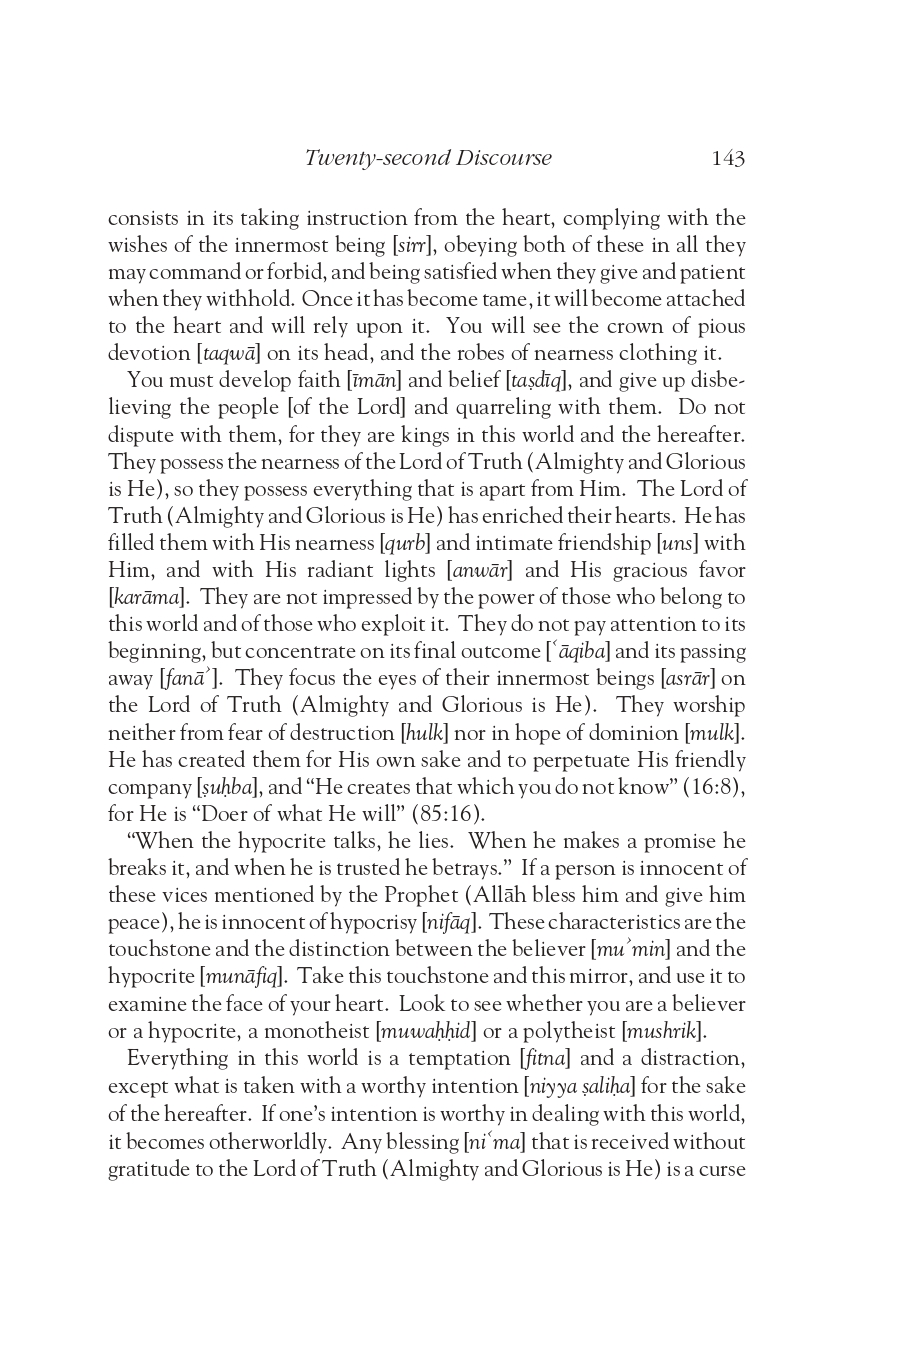 Twenty-second Discourse 143
consists in its taking instruction from the heart, complying with the
wishes of the innermost being [sirr], obeying both of these in all they
may command or forbid, and being satisfied when they give and patient
when they withhold. Once it has become tame, it will become attached
to the heart and will rely upon it. You will see the crown of pious
devotion [taqwā] on its head, and the robes of nearness clothing it.
You must develop faith [īmān] and belief [taṣdīq], and give up disbe-
lieving the people [of the Lord] and quarreling with them. Do not
dispute with them, for they are kings in this world and the hereafter.
They possess the nearness of the Lord of Truth (Almighty and Glorious
is He), so they possess everything that is apart from Him. The Lord of
Truth (Almighty and Glorious is He) has enriched their hearts. He has
filled them with His nearness [qurb] and intimate friendship [uns] with
Him, and with His radiant lights [anwār] and His gracious favor
[karāma]. They are not impressed by the power of those who belong to
this world and of those who exploit it. They do not pay attention to its
beginning, but concentrate on its final outcome [ʿāqiba] and its passing
away [fanāʾ]. They focus the eyes of their innermost beings [asrār] on
the Lord of Truth (Almighty and Glorious is He). They worship
neither from fear of destruction [hulk] nor in hope of dominion [mulk].
He has created them for His own sake and to perpetuate His friendly
company [ṣuḥba], and “He creates that which you do not know” (16:8),
for He is “Doer of what He will” (85:16).
“When the hypocrite talks, he lies. When he makes a promise he
breaks it, and when he is trusted he betrays.” If a person is innocent of
these vices mentioned by the Prophet (Allāh bless him and give him
peace), he is innocent of hypocrisy [nifāq]. These characteristics are the
touchstone and the distinction between the believer [muʾmin] and the
hypocrite [munāfiq]. Take this touchstone and this mirror, and use it to
examine the face of your heart. Look to see whether you are a believer
or a hypocrite, a monotheist [muwaḥḥid] or a polytheist [mushrik].
Everything in this world is a temptation [fitna] and a distraction,
except what is taken with a worthy intention [niyya ṣaliḥa] for the sake
of the hereafter. If one’s intention is worthy in dealing with this world,
it becomes otherworldly. Any blessing [niʿma] that is received without
gratitude to the Lord of Truth (Almighty and Glorious is He) is a curse